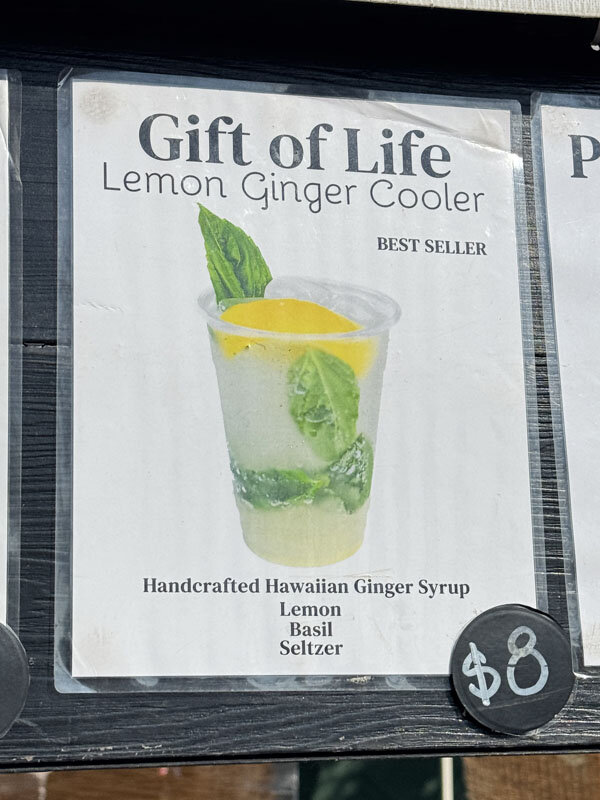 Gift of Life
Lemon Ginger Cooler
BEST SELLER
Handcrafted Hawaiian Ginger Syrup
Lemon
Basil
Seltzer
$8
P